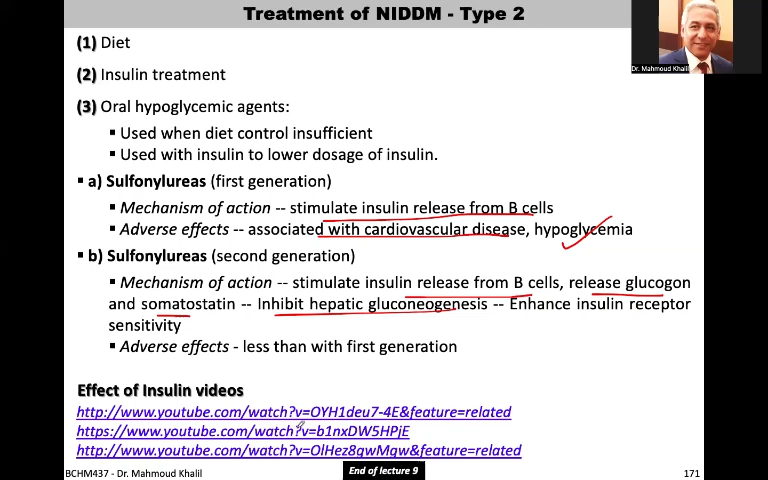 Treatment of NIDDM - Type 2
Dr. Mahmoud Khalil
(1) Diet
(2) Insulin treatment
(3) Oral hypoglycemic agents:
▪ Used when diet control insufficient
▪ Used with insulin to lower dosage of insulin.
▪ a) Sulfonylureas (first generation)
▪ Mechanism of action -- stimulate insulin release from B cells
▪ Adverse effects -- associated with cardiovascular disease, hypoglycemia
▪ b) Sulfonylureas (second generation)
▪ Mechanism of action -- stimulate insulin release from B cells, release glucogon
and somatostatin -- Inhibit hepatic gluconeogenesis -- Enhance insulin receptor
sensitivity
▪ Adverse effects - less than with first generation
Effect of Insulin videos
http://www.youtube.com/watch?v=OYH1deu7-4E&feature=related
https://www.youtube.com/watch?v=b1nxDW5HPjE
http://www.youtube.com/watch?v=OlHez8gwMgw&feature=related
BCHM437 - Dr. Mahmoud Khalil
End of lecture 9
171